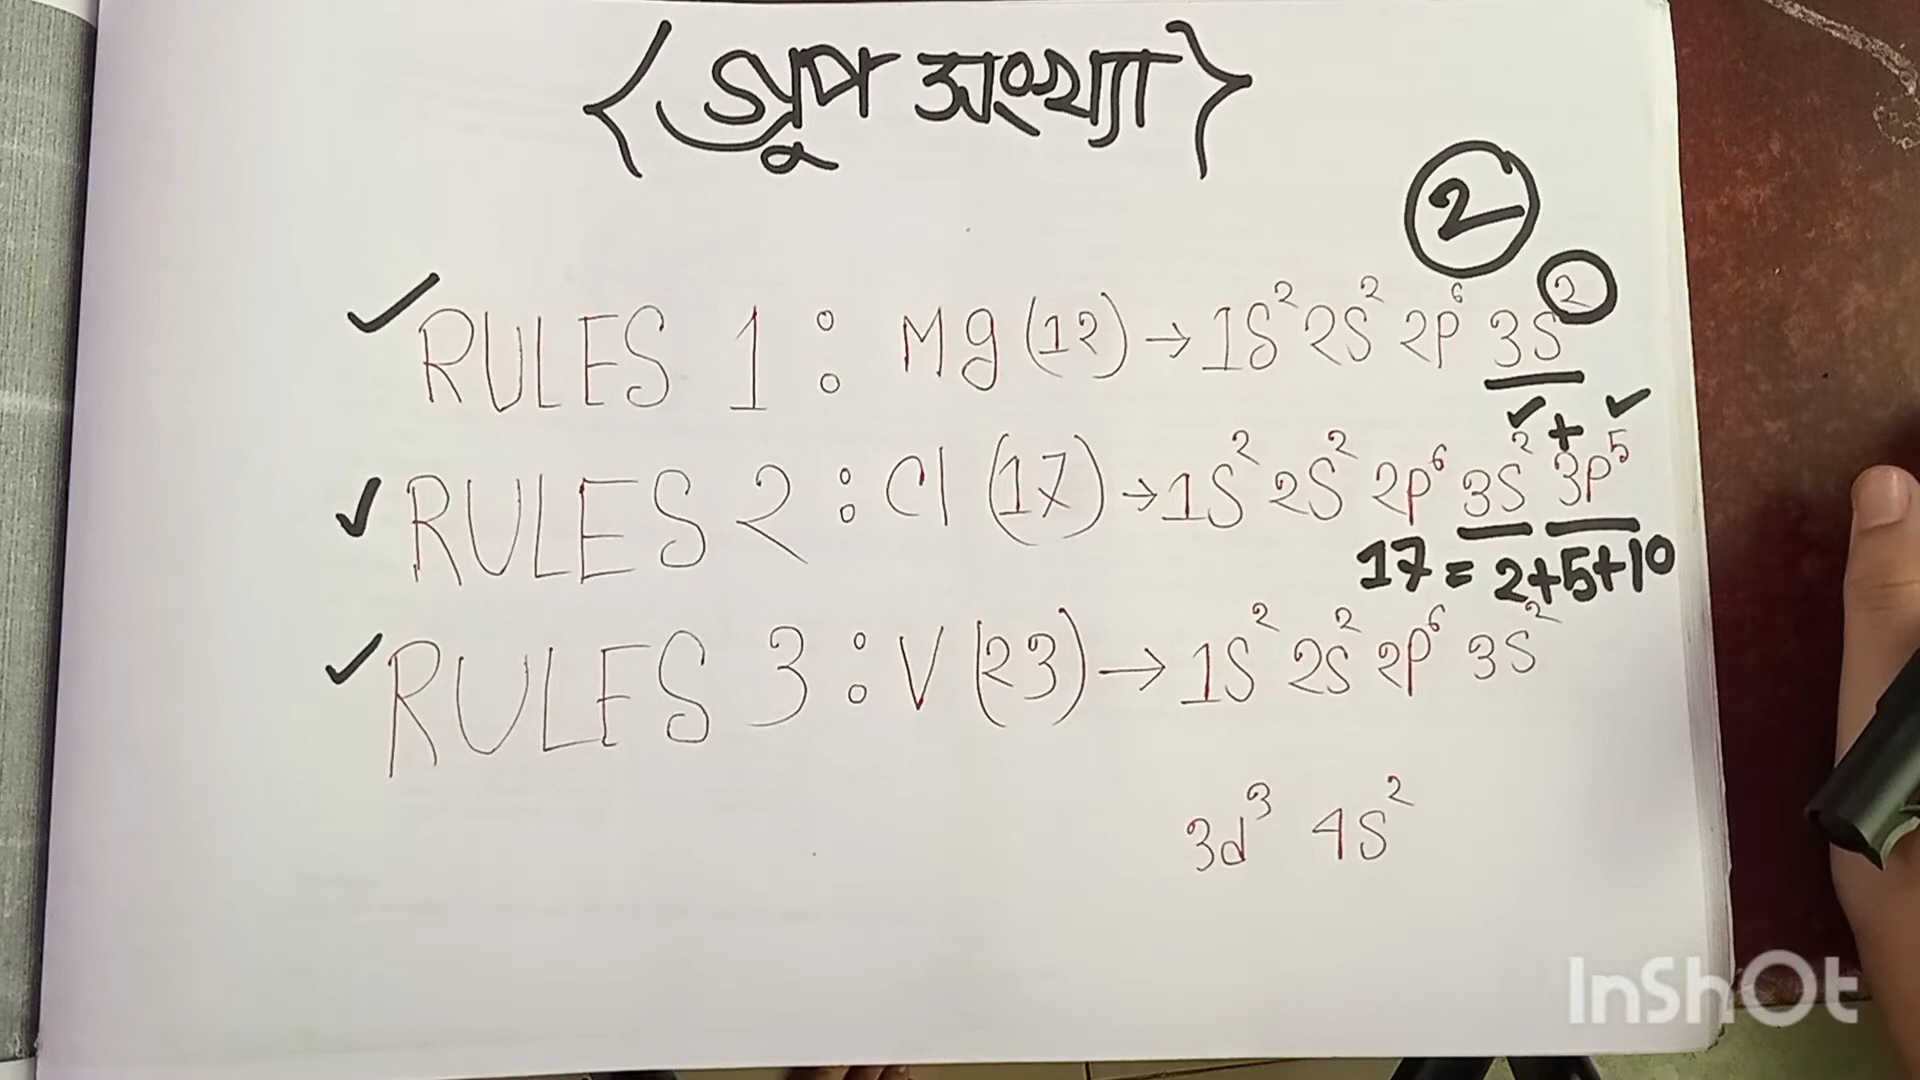 {গ্রুপ সংখ্যা}
②
✓RULES 1 : Mg (12) → 1S² 2S² 2P⁶ 3S²
✓ + ✓
✓RULES 2 : Cl (17) → 1S² 2S² 2P⁶ 3S² 3P⁵
17 = 2+5+10
✓RULES 3 : V (23) → 1S² 2S² 2P⁶ 3S²
3d³ 4S²
InShOt